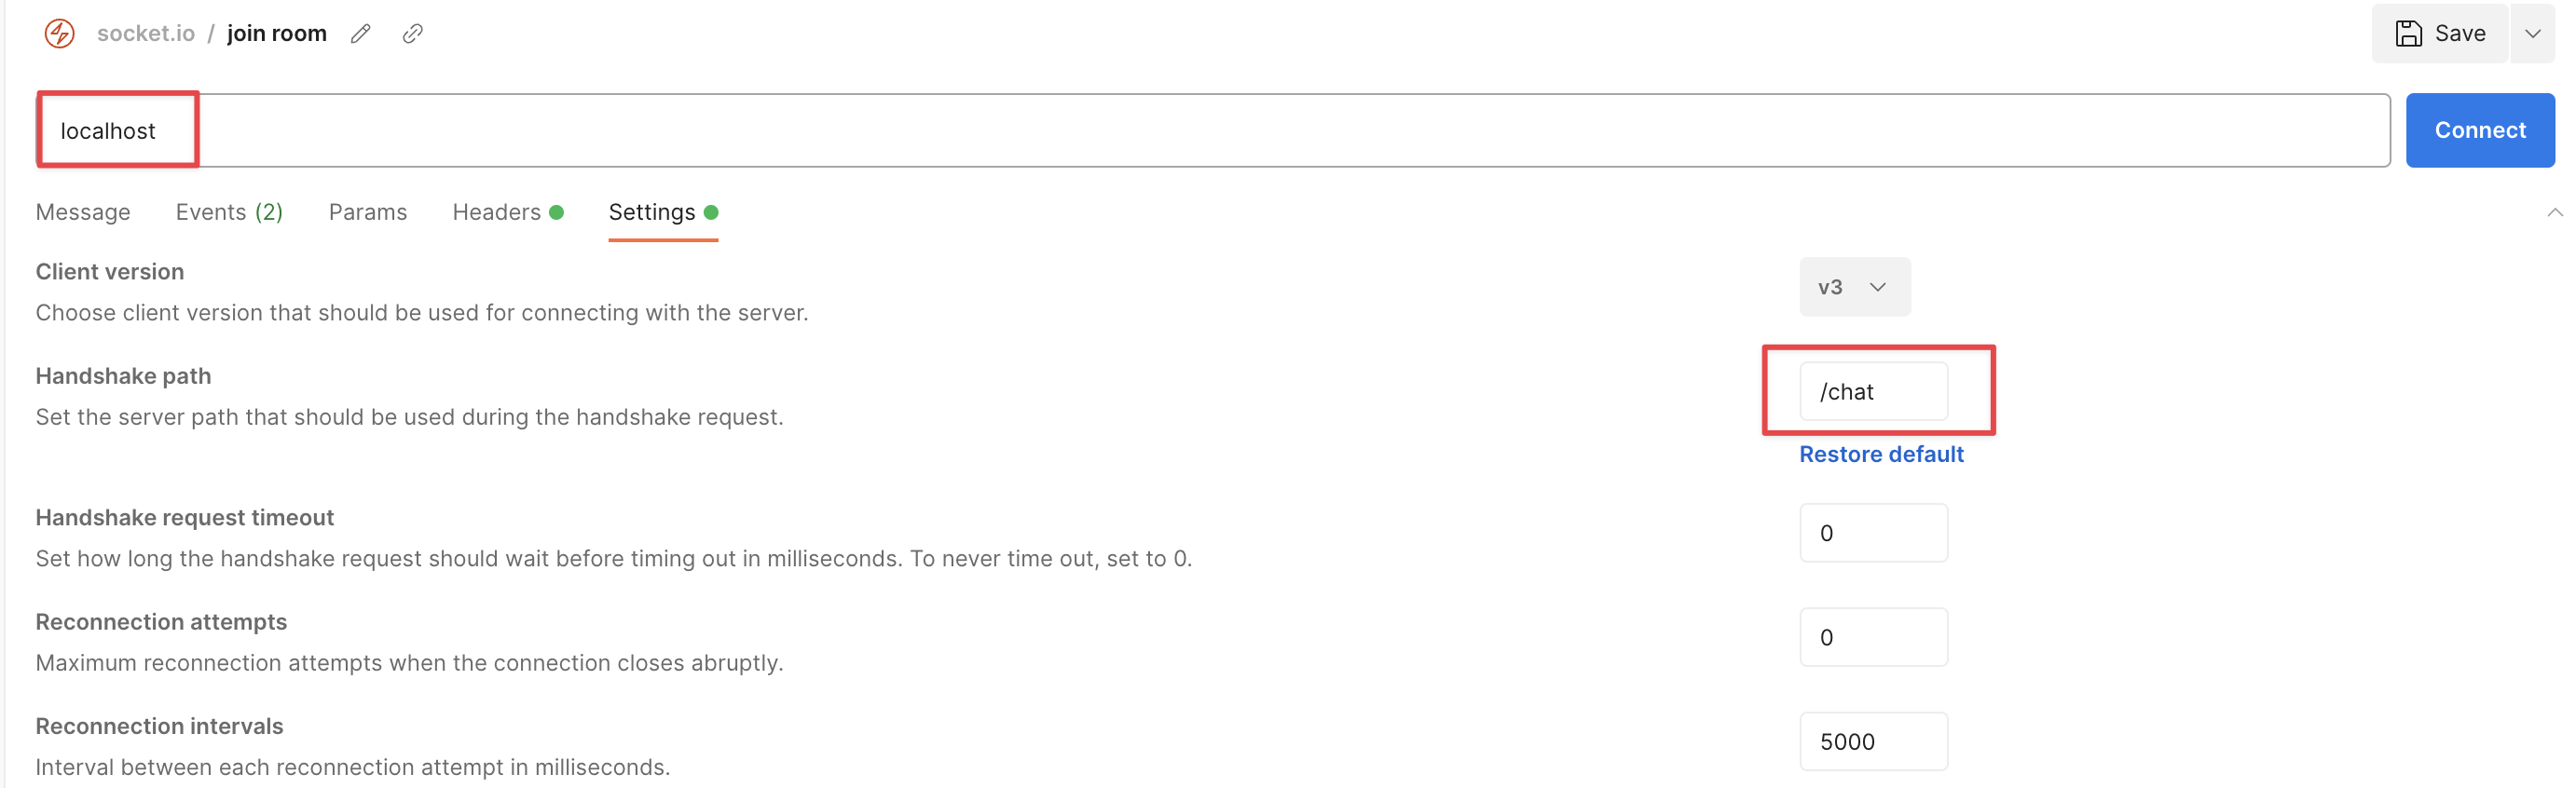 socket.io / join room
Save
localhost
Connect
Message Events (2) Params Headers Settings
Client version
Choose client version that should be used for connecting with the server.
v3
Handshake path
Set the server path that should be used during the handshake request.
/chat
Restore default
Handshake request timeout
Set how long the handshake request should wait before timing out in milliseconds. To never time out, set to 0.
0
Reconnection attempts
Maximum reconnection attempts when the connection closes abruptly.
0
Reconnection intervals
Interval between each reconnection attempt in milliseconds.
5000